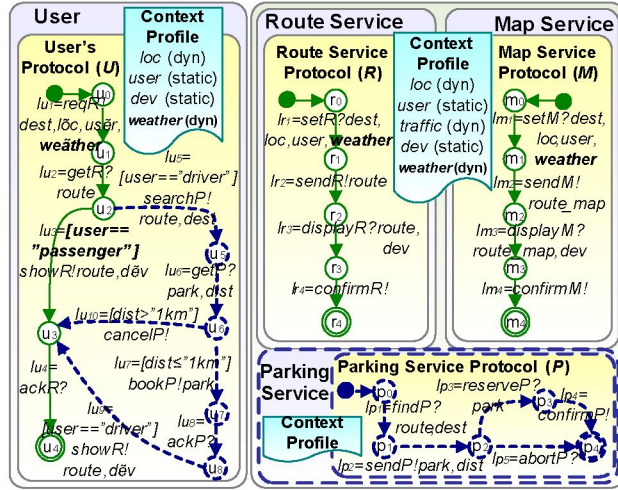 User
User's
Protocol (U)
Context
Profile
loc (dyn)
user (static)
dev (static)
weather (dyn)
u0
lu1=reqR!
dest,lõc,usẽr,
weãther
u1
lu2=getR?
route
u2
lu5=
[user=="driver"]
searchP!
route,dest
lu3=[user==
"passenger"]
showR!route,dẽv
u5
lu6=getP?
park,dist
u6
lu10=[dist>"1km"]
cancelP!
u3
lu7=[dist≤"1km"]
bookP!park
u7
lu4=
ackR?
lu8=
ackP?
lu9=
[user=="driver"]
showR!
route,dẽv
u4
u8
Route Service
Route Service
Protocol (R)
r0
lr1=setR?dest,
loc,user,weather
r1
lr2=sendR!route
r2
lr3=displayR?route,
dev
r3
lr4=confirmR!
r4
Context
Profile
loc (dyn)
user (static)
traffic (dyn)
dev (static)
weather(dyn)
Map Service
Map Service
Protocol (M)
m0
lm1=setM?dest,
loc,user,
weather
m1
lm2=sendM!
route_map
m2
lm3=displayM?
route_map,dev
m3
lm4=confirmM!
m4
Parking
Service
Parking Service Protocol (P)
Context
Profile
p0
lp1=findP?
route,dest
p1
lp2=sendP!park,dist
p2
lp3=reserveP?
park
p3
lp4=
confirmP!
p4
lp5=abortP?